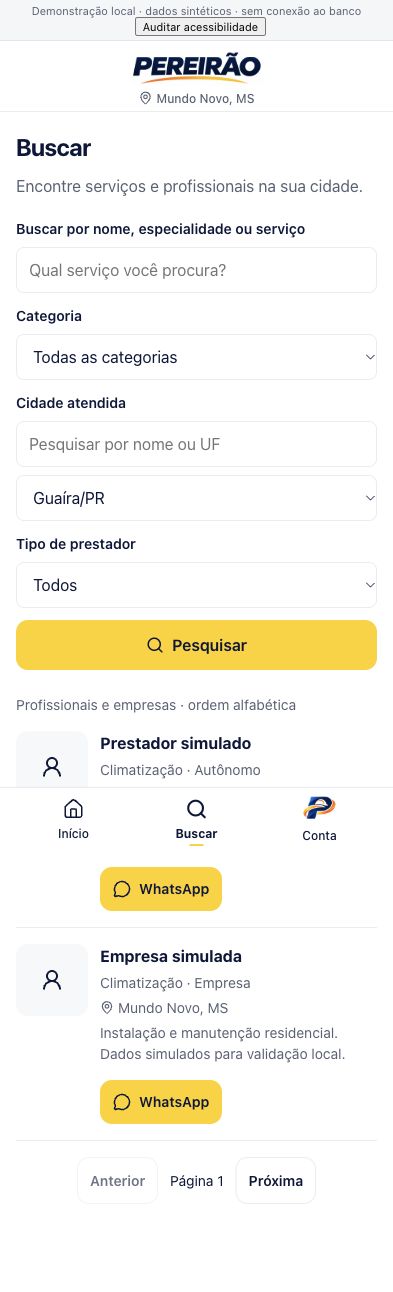 Demonstração local · dados sintéticos · sem conexão ao banco
Auditar acessibilidade
PEREIRÃO
Mundo Novo, MS
Buscar
Encontre serviços e profissionais na sua cidade.
Buscar por nome, especialidade ou serviço
Qual serviço você procura?
Categoria
Todas as categorias
Cidade atendida
Pesquisar por nome ou UF
Guaíra/PR
Tipo de prestador
Todos
Pesquisar
Profissionais e empresas · ordem alfabética
Prestador simulado
Climatização · Autônomo
Início
Buscar
Conta
WhatsApp
Empresa simulada
Climatização · Empresa
Mundo Novo, MS
Instalação e manutenção residencial.
Dados simulados para validação local.
WhatsApp
Anterior
Página 1
Próxima